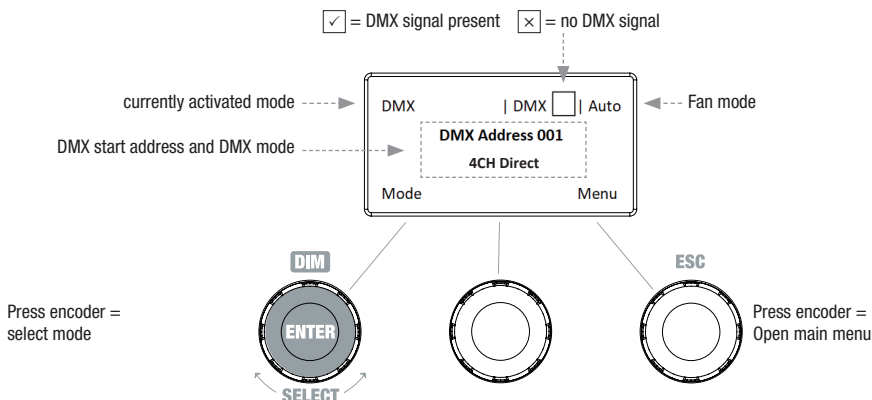 ✓ = DMX signal present × = no DMX signal
currently activated mode
DMX | DMX | Auto
Fan mode
DMX start address and DMX mode
DMX Address 001
4CH Direct
Mode Menu
DIM
ESC
Press encoder =
select mode
ENTER
Press encoder =
Open main menu
SELECT